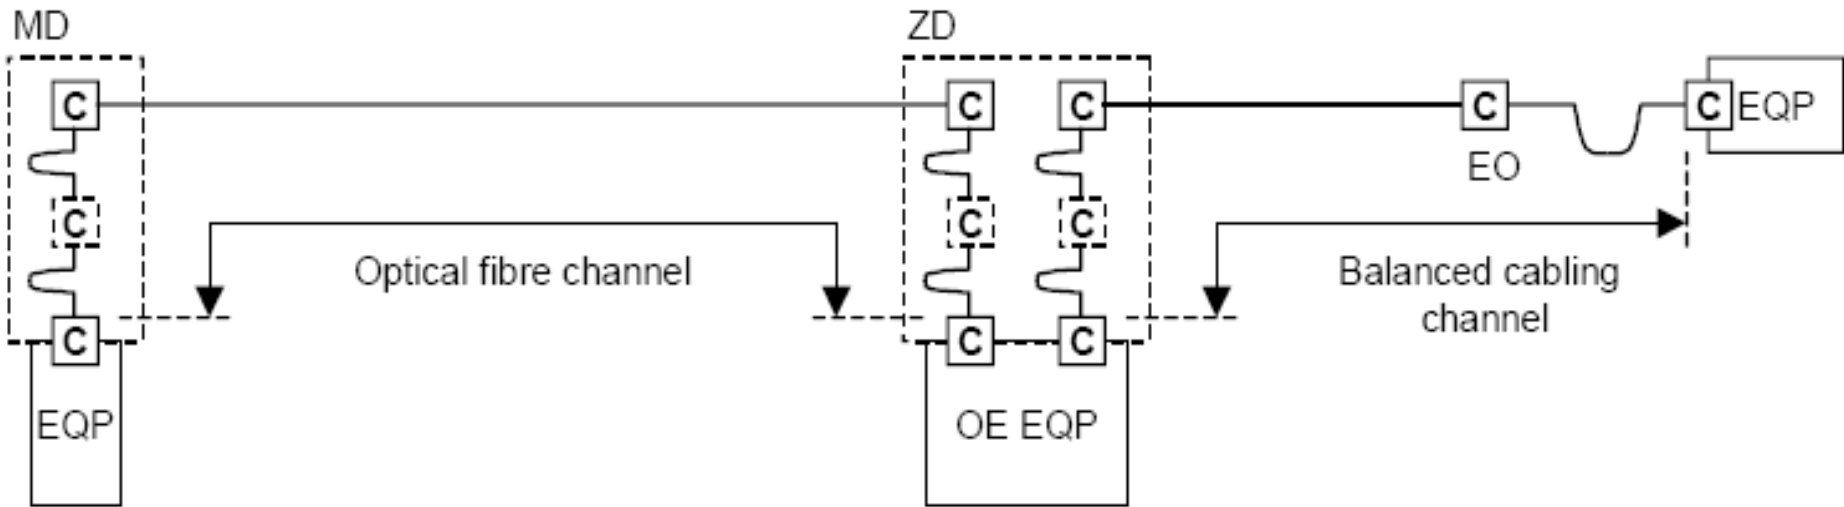 MD ZD
C C C C C EQP
EO
C C C
Optical fibre channel Balanced cabling
channel
C C C
EQP OE EQP